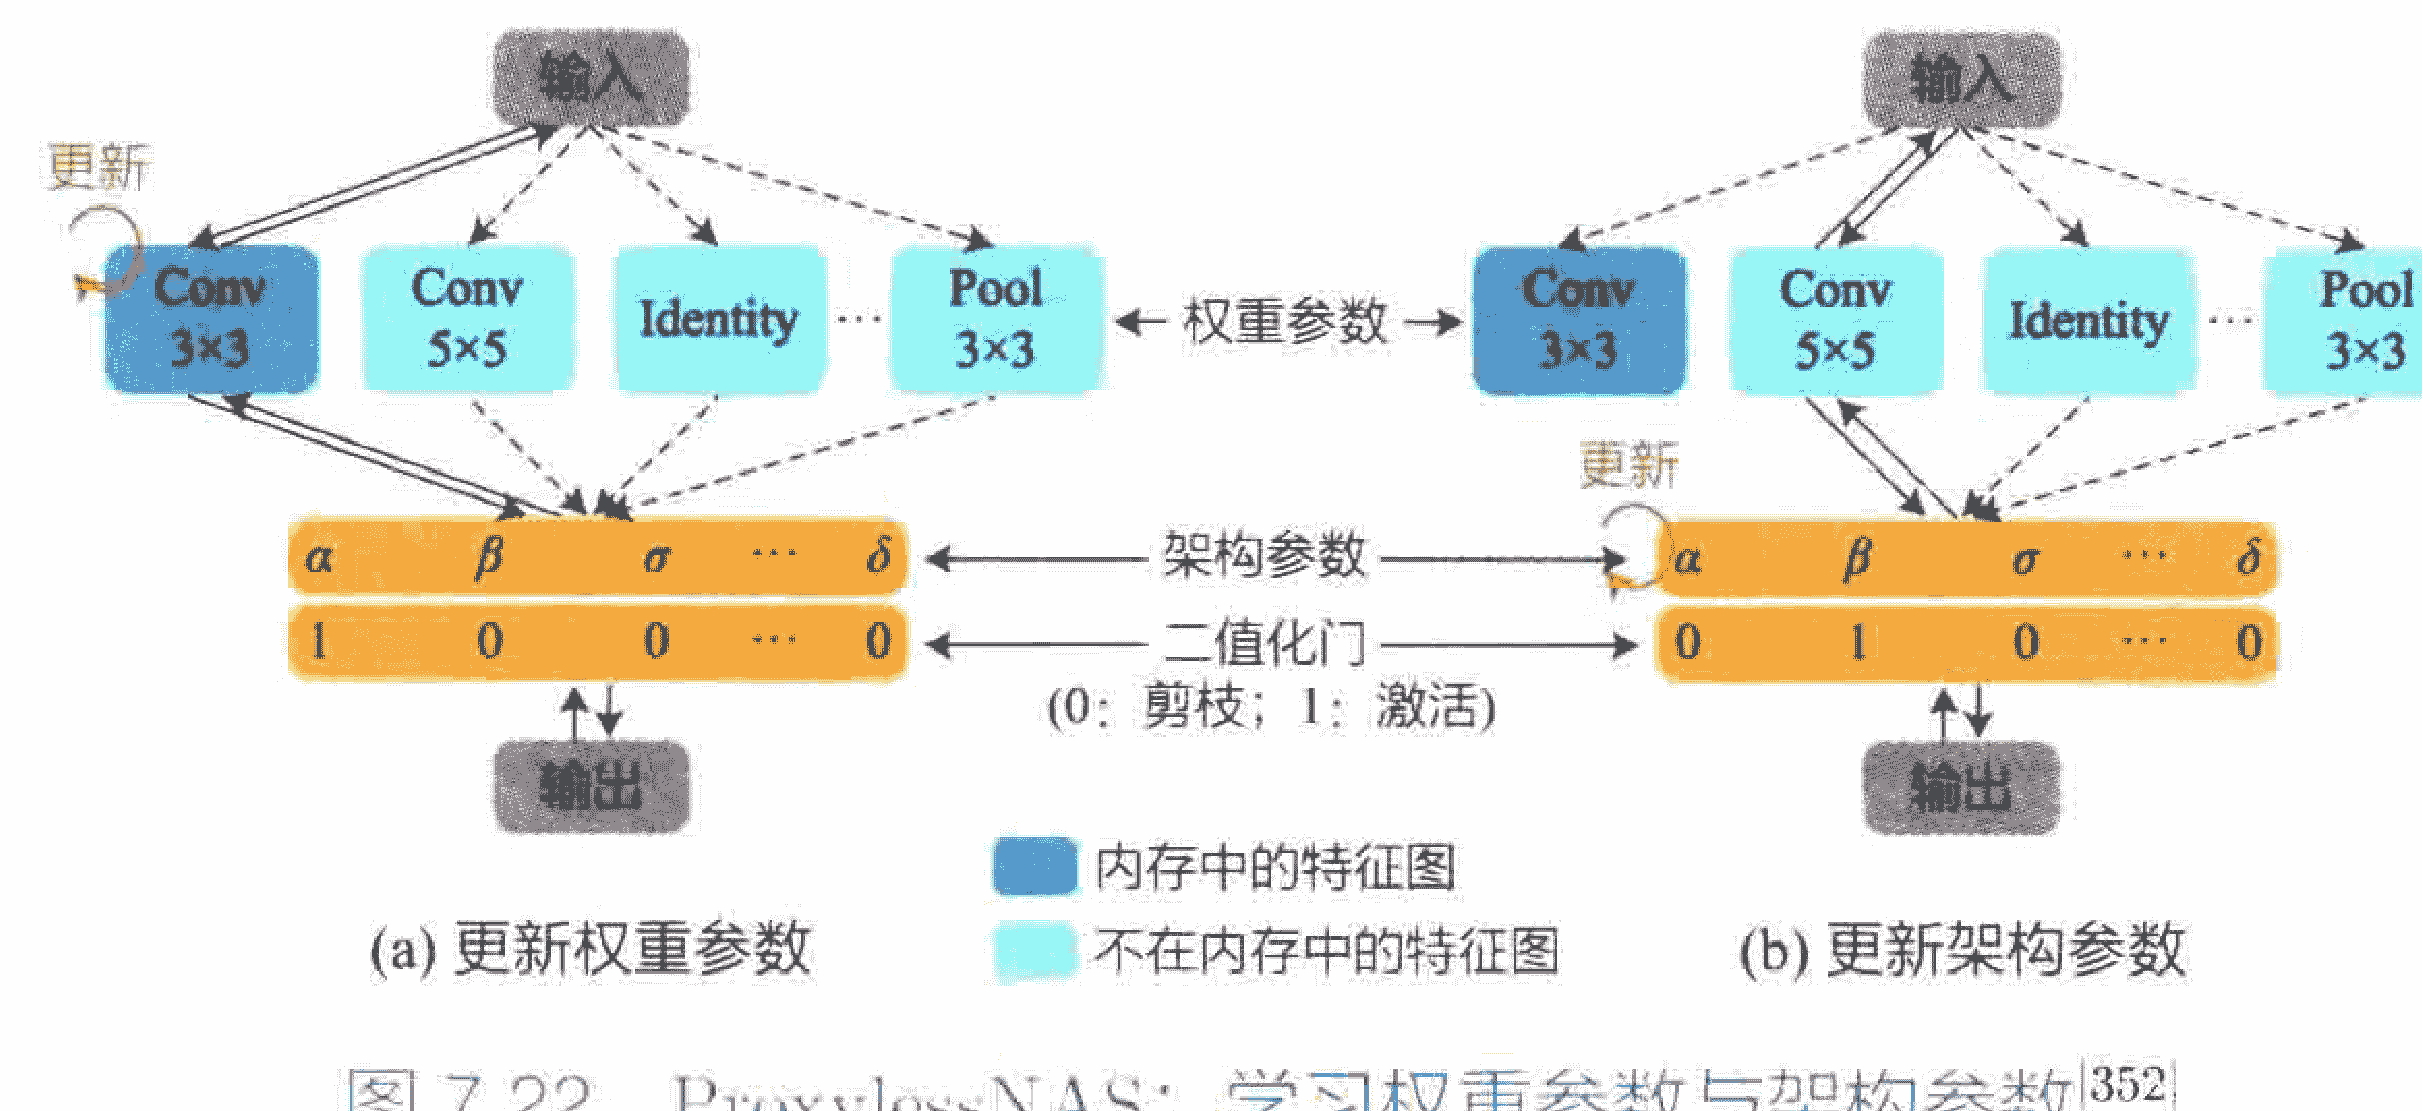 输入 输入
更新
Conv 3×3 Conv 5×5 Identity ··· Pool 3×3 权重参数 Conv 3×3 Conv 5×5 Identity ··· Pool 3×3
更新
α β σ ··· δ 架构参数 α β σ ··· δ
1 0 0 ··· 0 二值化门 0 1 0 ··· 0
(0: 剪枝; 1: 激活)
输出 输出
内存中的特征图
不在内存中的特征图
(a) 更新权重参数 (b) 更新架构参数
图 7.22 ProxylessNAS: 学习权重参数与架构参数[352]